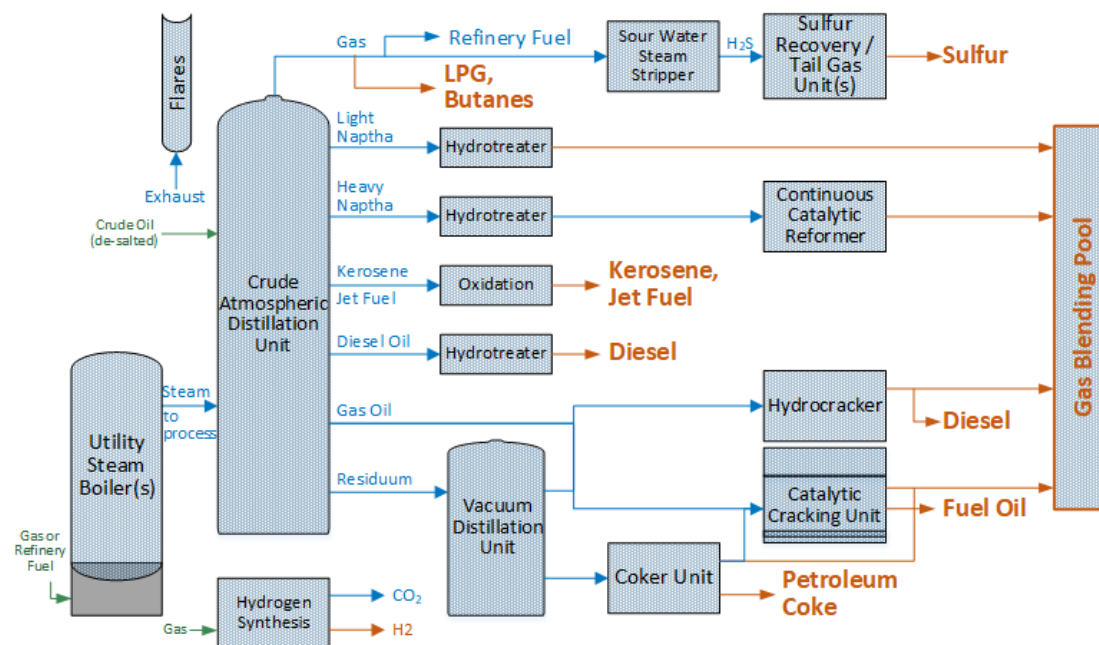 Flares
Exhaust
Crude Oil
(de-salted)
Gas
Refinery Fuel
LPG,
Butanes
Sour Water
Steam
Stripper
H₂S
Sulfur
Recovery /
Tail Gas
Unit(s)
Sulfur
Light
Naptha
Hydrotreater
Heavy
Naptha
Hydrotreater
Continuous
Catalytic
Reformer
Crude
Atmospheric
Distillation
Unit
Kerosene
Jet Fuel
Oxidation
Kerosene,
Jet Fuel
Diesel Oil
Hydrotreater
Diesel
Gas Blending Pool
Steam
to
process
Utility
Steam
Boiler(s)
Gas or
Refinery
Fuel
Gas Oil
Hydrocracker
Diesel
Residuum
Vacuum
Distillation
Unit
Catalytic
Cracking Unit
Fuel Oil
Coker Unit
Petroleum
Coke
Gas
Hydrogen
Synthesis
CO₂
H2